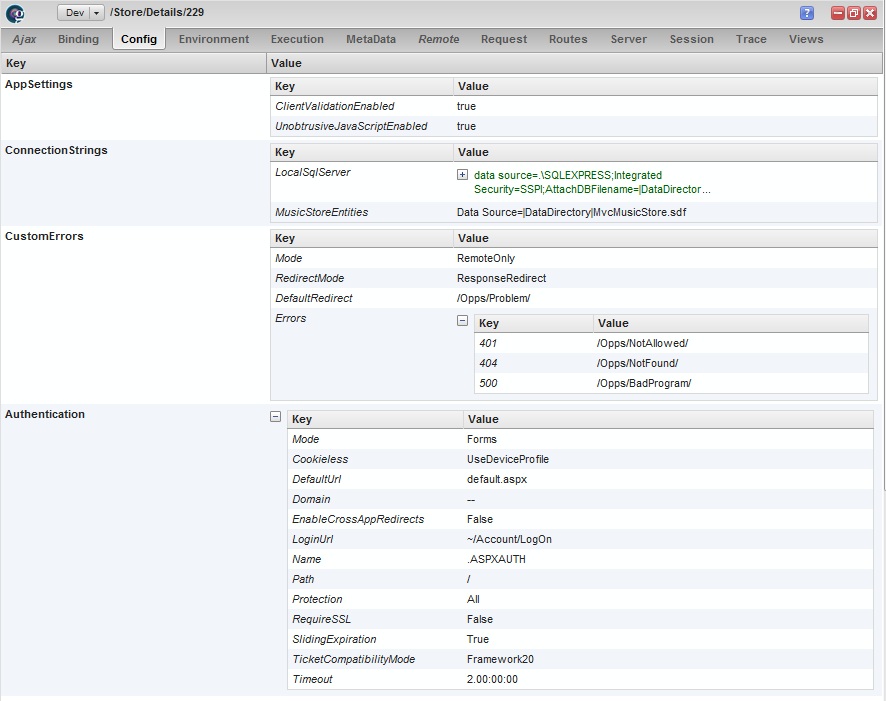 Dev /Store/Details/229 ?
Ajax Binding Config Environment Execution MetaData Remote Request Routes Server Session Trace Views
Key Value
AppSettings
Key Value
ClientValidationEnabled true
UnobtrusiveJavaScriptEnabled true
ConnectionStrings
Key Value
LocalSqlServer data source=.\SQLEXPRESS;Integrated
Security=SSPI;AttachDBFilename=|DataDirector...
MusicStoreEntities Data Source=|DataDirectory|MvcMusicStore.sdf
CustomErrors
Key Value
Mode RemoteOnly
RedirectMode ResponseRedirect
DefaultRedirect /Opps/Problem/
Errors
Key Value
401 /Opps/NotAllowed/
404 /Opps/NotFound/
500 /Opps/BadProgram/
Authentication
Key Value
Mode Forms
Cookieless UseDeviceProfile
DefaultUrl default.aspx
Domain --
EnableCrossAppRedirects False
LoginUrl ~/Account/LogOn
Name .ASPXAUTH
Path /
Protection All
RequireSSL False
SlidingExpiration True
TicketCompatibilityMode Framework20
Timeout 2.00:00:00